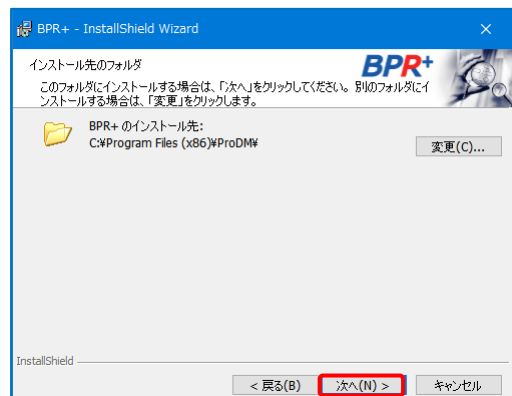 BPR+ - InstallShield Wizard
インストール先のフォルダ
BPR+
このフォルダにインストールする場合は、「次へ」をクリックしてください。別のフォルダにイ
ンストールする場合は、「変更」をクリックします。
BPR+ のインストール先:
C:¥Program Files (x86)¥ProDM¥
変更(C)...
InstallShield
< 戻る(B)
次へ(N) >
キャンセル